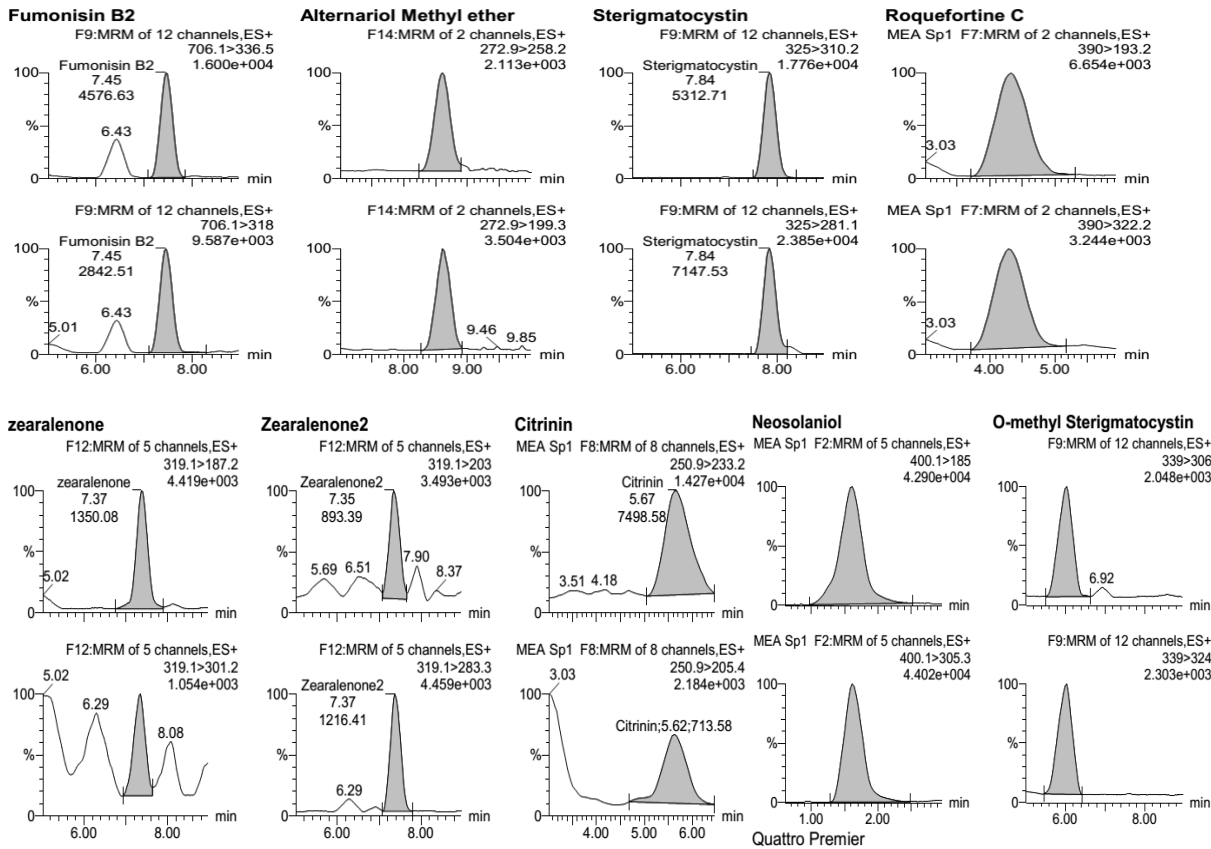 Fumonisin B2
F9:MRM of 12 channels,ES+
706.1>336.5
1.600e+004
Fumonisin B2
7.45
4576.63
6.43
100
%
0
min
F9:MRM of 12 channels,ES+
706.1>318
9.587e+003
Fumonisin B2
7.45
2842.51
5.01
6.43
100
%
0
min
6.00 8.00
Alternariol Methyl ether
F14:MRM of 2 channels,ES+
272.9>258.2
2.113e+003
100
%
0
min
F14:MRM of 2 channels,ES+
272.9>199.3
3.504e+003
9.46
9.85
100
%
0
min
8.00 9.00
Sterigmatocystin
F9:MRM of 12 channels,ES+
325>310.2
1.776e+004
Sterigmatocystin
7.84
5312.71
100
%
0
min
F9:MRM of 12 channels,ES+
325>281.1
2.385e+004
Sterigmatocystin
7.84
7147.53
100
%
0
min
6.00 8.00
Roquefortine C
MEA Sp1 F7:MRM of 2 channels,ES+
390>193.2
6.654e+003
3.03
100
%
0
min
MEA Sp1 F7:MRM of 2 channels,ES+
390>322.2
3.244e+003
3.03
100
%
0
min
4.00 5.00
zearalenone
F12:MRM of 5 channels,ES+
319.1>187.2
4.419e+003
zearalenone
7.37
1350.08
5.02
100
%
0
min
F12:MRM of 5 channels,ES+
319.1>301.2
1.054e+003
5.02
6.29
8.08
100
%
0
min
6.00 8.00
Zearalenone2
F12:MRM of 5 channels,ES+
319.1>203
3.493e+003
Zearalenone2
7.35
893.39
5.69
6.51
7.90
8.37
100
%
0
min
F12:MRM of 5 channels,ES+
319.1>283.3
4.459e+003
Zearalenone2
7.37
1216.41
6.29
100
%
0
min
6.00 8.00
Citrinin
MEA Sp1 F8:MRM of 8 channels,ES+
250.9>233.2
1.427e+004
Citrinin
5.67
7498.58
3.51
4.18
100
%
0
min
MEA Sp1 F8:MRM of 8 channels,ES+
250.9>205.4
2.184e+003
3.03
Citrinin;5.62;713.58
100
%
0
min
4.00 5.00 6.00
Neosolaniol
MEA Sp1 F2:MRM of 5 channels,ES+
400.1>185
4.290e+004
100
%
0
min
MEA Sp1 F2:MRM of 5 channels,ES+
400.1>305.3
4.402e+004
100
%
0
min
1.00 2.00
Quattro Premier
O-methyl Sterigmatocystin
F9:MRM of 12 channels,ES+
339>306
2.048e+003
6.92
100
%
0
min
F9:MRM of 12 channels,ES+
339>324
2.303e+003
100
%
0
min
6.00 8.00